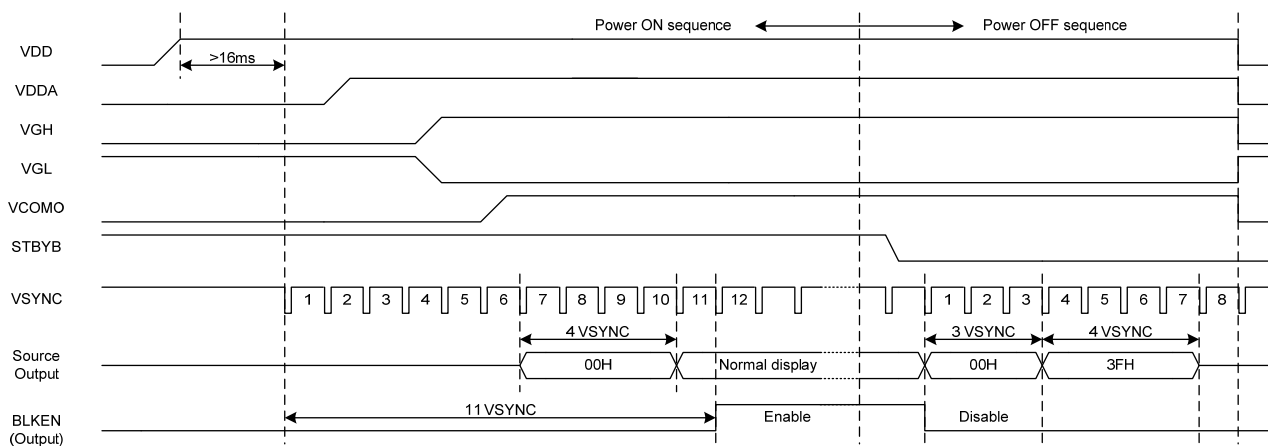 Power ON sequence
Power OFF sequence
VDD
>16ms
VDDA
VGH
VGL
VCOMO
STBYB
VSYNC
1 2 3 4 5 6 7 8 9 10 11 12 1 2 3 4 5 6 7 8
4 VSYNC
3 VSYNC
4 VSYNC
Source
Output
00H
Normal display
00H
3FH
11 VSYNC
BLKEN
(Output)
Enable
Disable